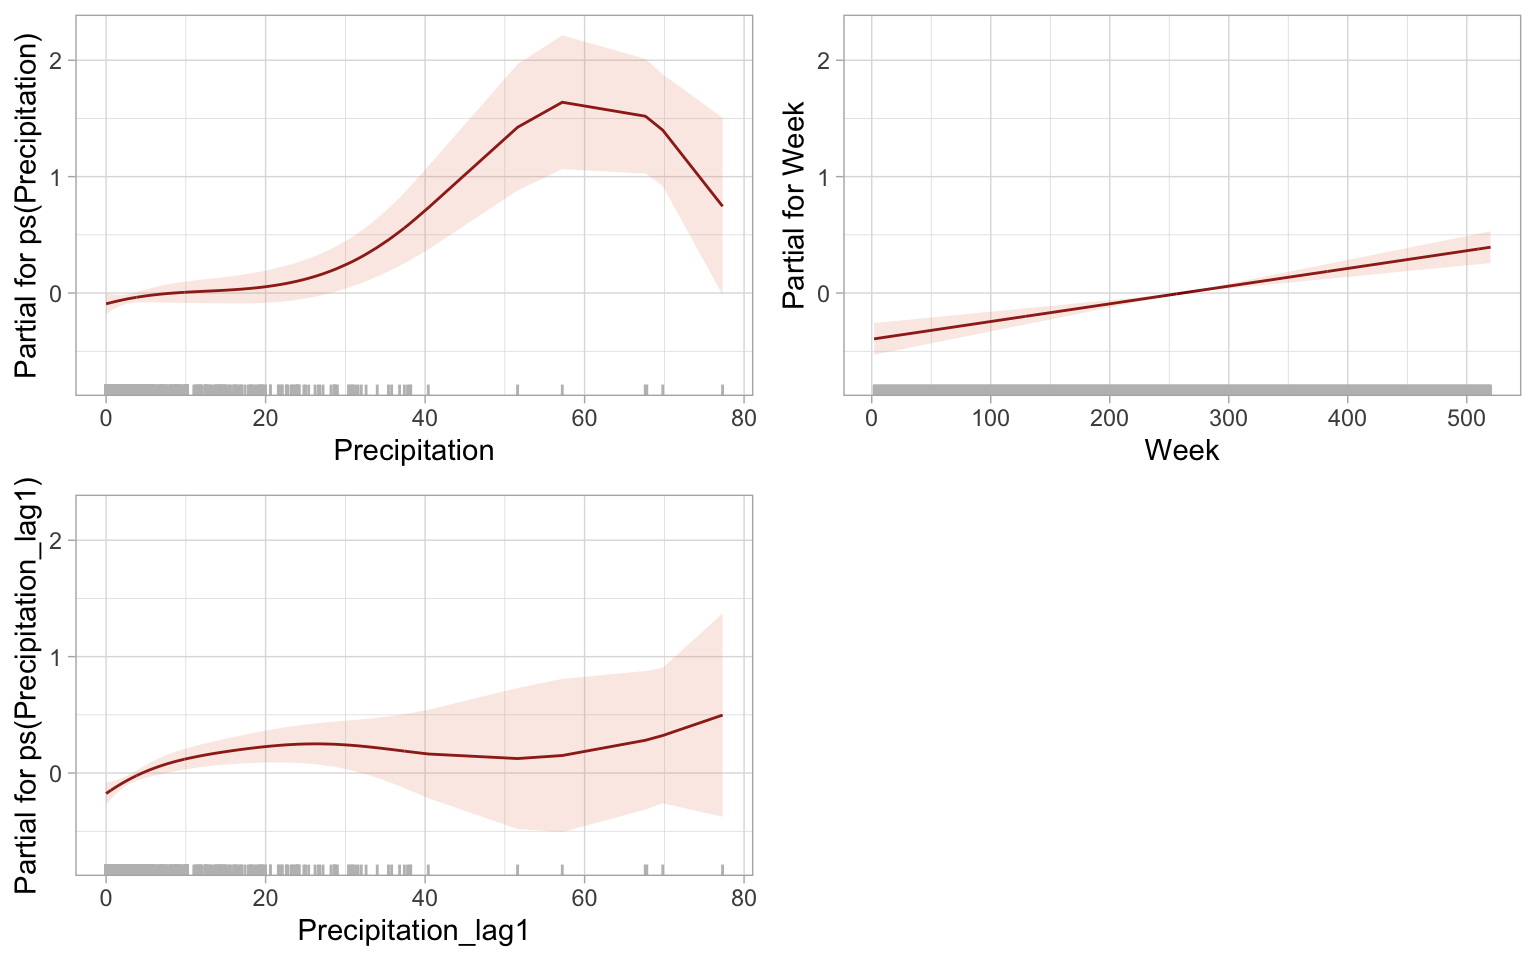 Partial for ps(Precipitation)
2
1
0
0 20 40 60 80
Precipitation
Partial for Week
2
1
0
0 100 200 300 400 500
Week
Partial for ps(Precipitation_lag1)
2
1
0
0 20 40 60 80
Precipitation_lag1